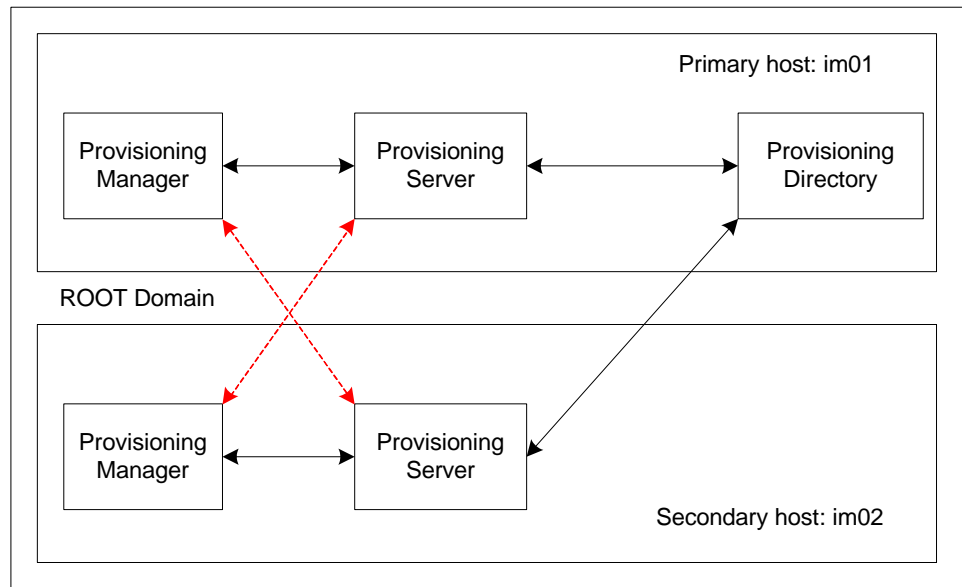 Primary host: im01
Provisioning
Manager
Provisioning
Server
Provisioning
Directory
ROOT Domain
Provisioning
Manager
Provisioning
Server
Secondary host: im02